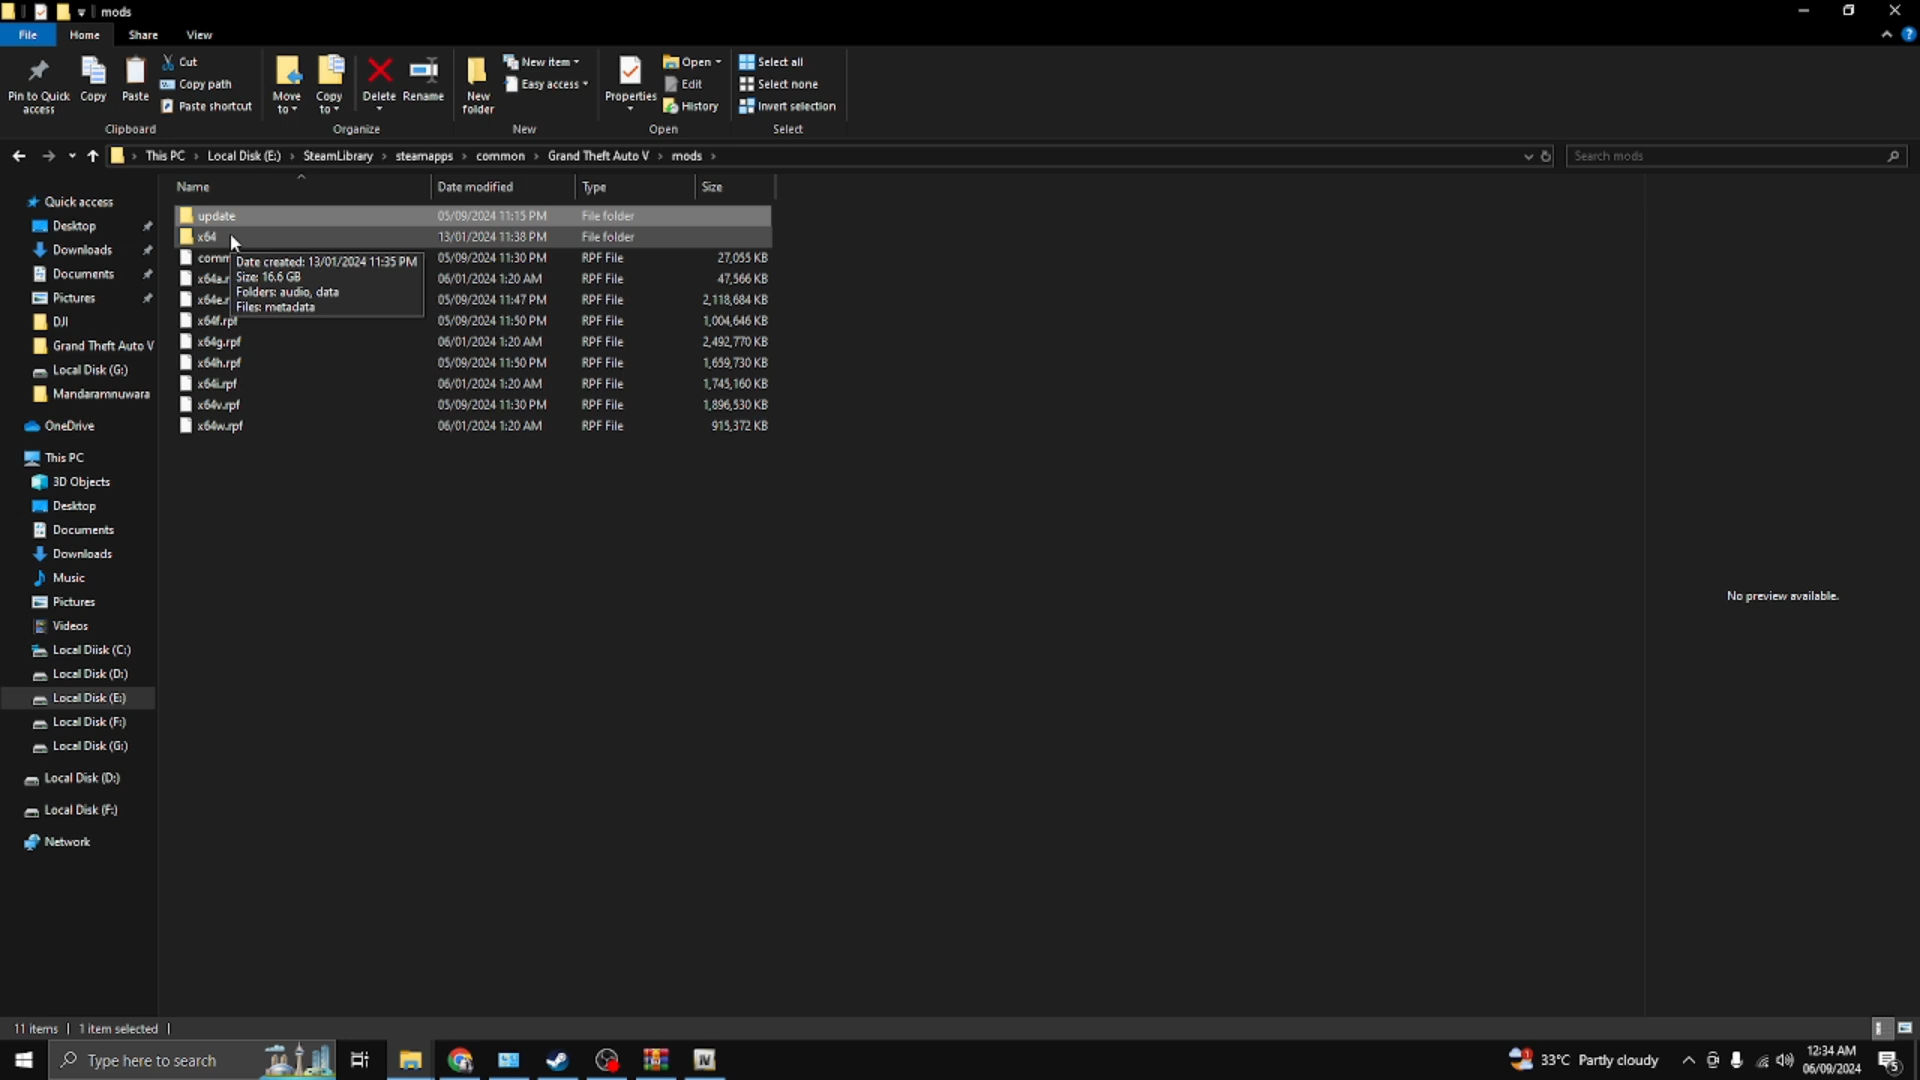 mods
File Home Share View
Pin to Quick access
Copy
Paste
Cut
Copy path
Paste shortcut
Clipboard
Move to
Copy to
Delete
Rename
Organize
New folder
New item
Easy access
New
Properties
Open
Edit
History
Open
Select all
Select none
Invert selection
Select
This PC > Local Disk (E:) > SteamLibrary > steamapps > common > Grand Theft Auto V > mods >
Search mods
Name Date modified Type Size
update 05/09/2024 11:15 PM File folder
x64 13/01/2024 11:38 PM File folder
comm 05/09/2024 11:30 PM RPF File 27,055 KB
x64a.r 06/01/2024 1:20 AM RPF File 47,566 KB
x64e.r 05/09/2024 11:47 PM RPF File 2,118,684 KB
x64f.rpf 05/09/2024 11:50 PM RPF File 1,004,646 KB
x64g.rpf 06/01/2024 1:20 AM RPF File 2,492,770 KB
x64h.rpf 05/09/2024 11:50 PM RPF File 1,659,730 KB
x64i.rpf 06/01/2024 1:20 AM RPF File 1,745,160 KB
x64v.rpf 05/09/2024 11:30 PM RPF File 1,896,530 KB
x64w.rpf 06/01/2024 1:20 AM RPF File 915,372 KB
Date created: 13/01/2024 11:35 PM
Size: 16.6 GB
Folders: audio, data
Files: metadata
Quick access
Desktop
Downloads
Documents
Pictures
DJI
Grand Theft Auto V
Local Disk (G:)
Mandaramnuwara
OneDrive
This PC
3D Objects
Desktop
Documents
Downloads
Music
Pictures
Videos
Local Diisk (C:)
Local Disk (D:)
Local Disk (E:)
Local Disk (F:)
Local Disk (G:)
Local Disk (D:)
Local Disk (F:)
Network
No preview available.
11 items 1 item selected
Type here to search
IV
33°C Partly cloudy
12:34 AM
06/09/2024
5